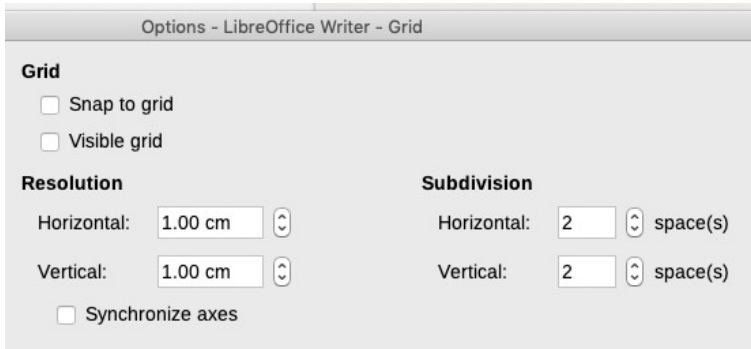 Options - LibreOffice Writer - Grid
Grid
Snap to grid
Visible grid
Resolution
Subdivision
Horizontal: 1.00 cm
Horizontal: 2 space(s)
Vertical: 1.00 cm
Vertical: 2 space(s)
Synchronize axes